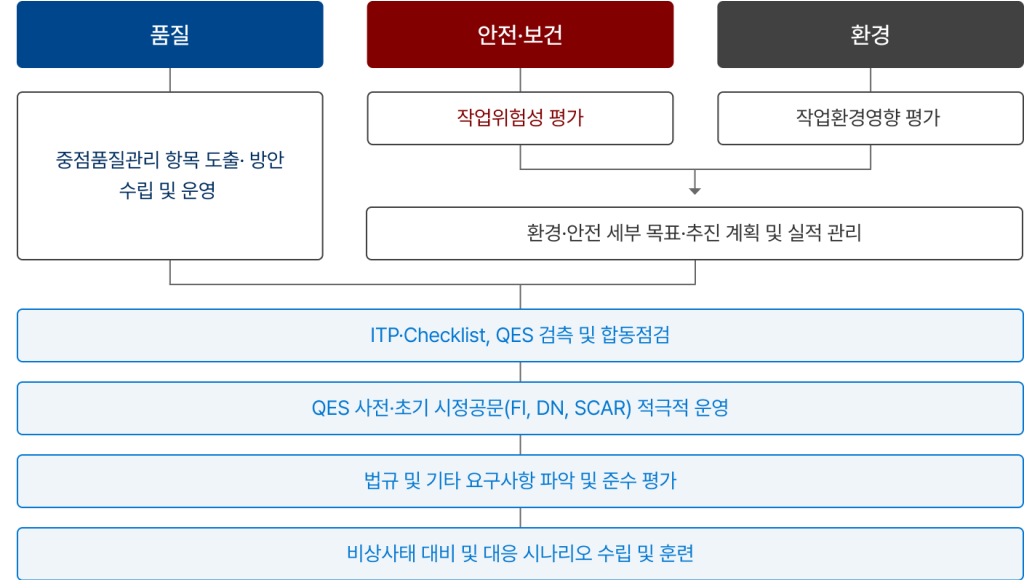 품질
안전·보건
환경
중점품질관리 항목 도출· 방안
수립 및 운영
작업위험성 평가
작업환경영향 평가
환경·안전 세부 목표·추진 계획 및 실적 관리
ITP·Checklist, QES 검측 및 합동점검
QES 사전·초기 시정공문(FI, DN, SCAR) 적극적 운영
법규 및 기타 요구사항 파악 및 준수 평가
비상사태 대비 및 대응 시나리오 수립 및 훈련